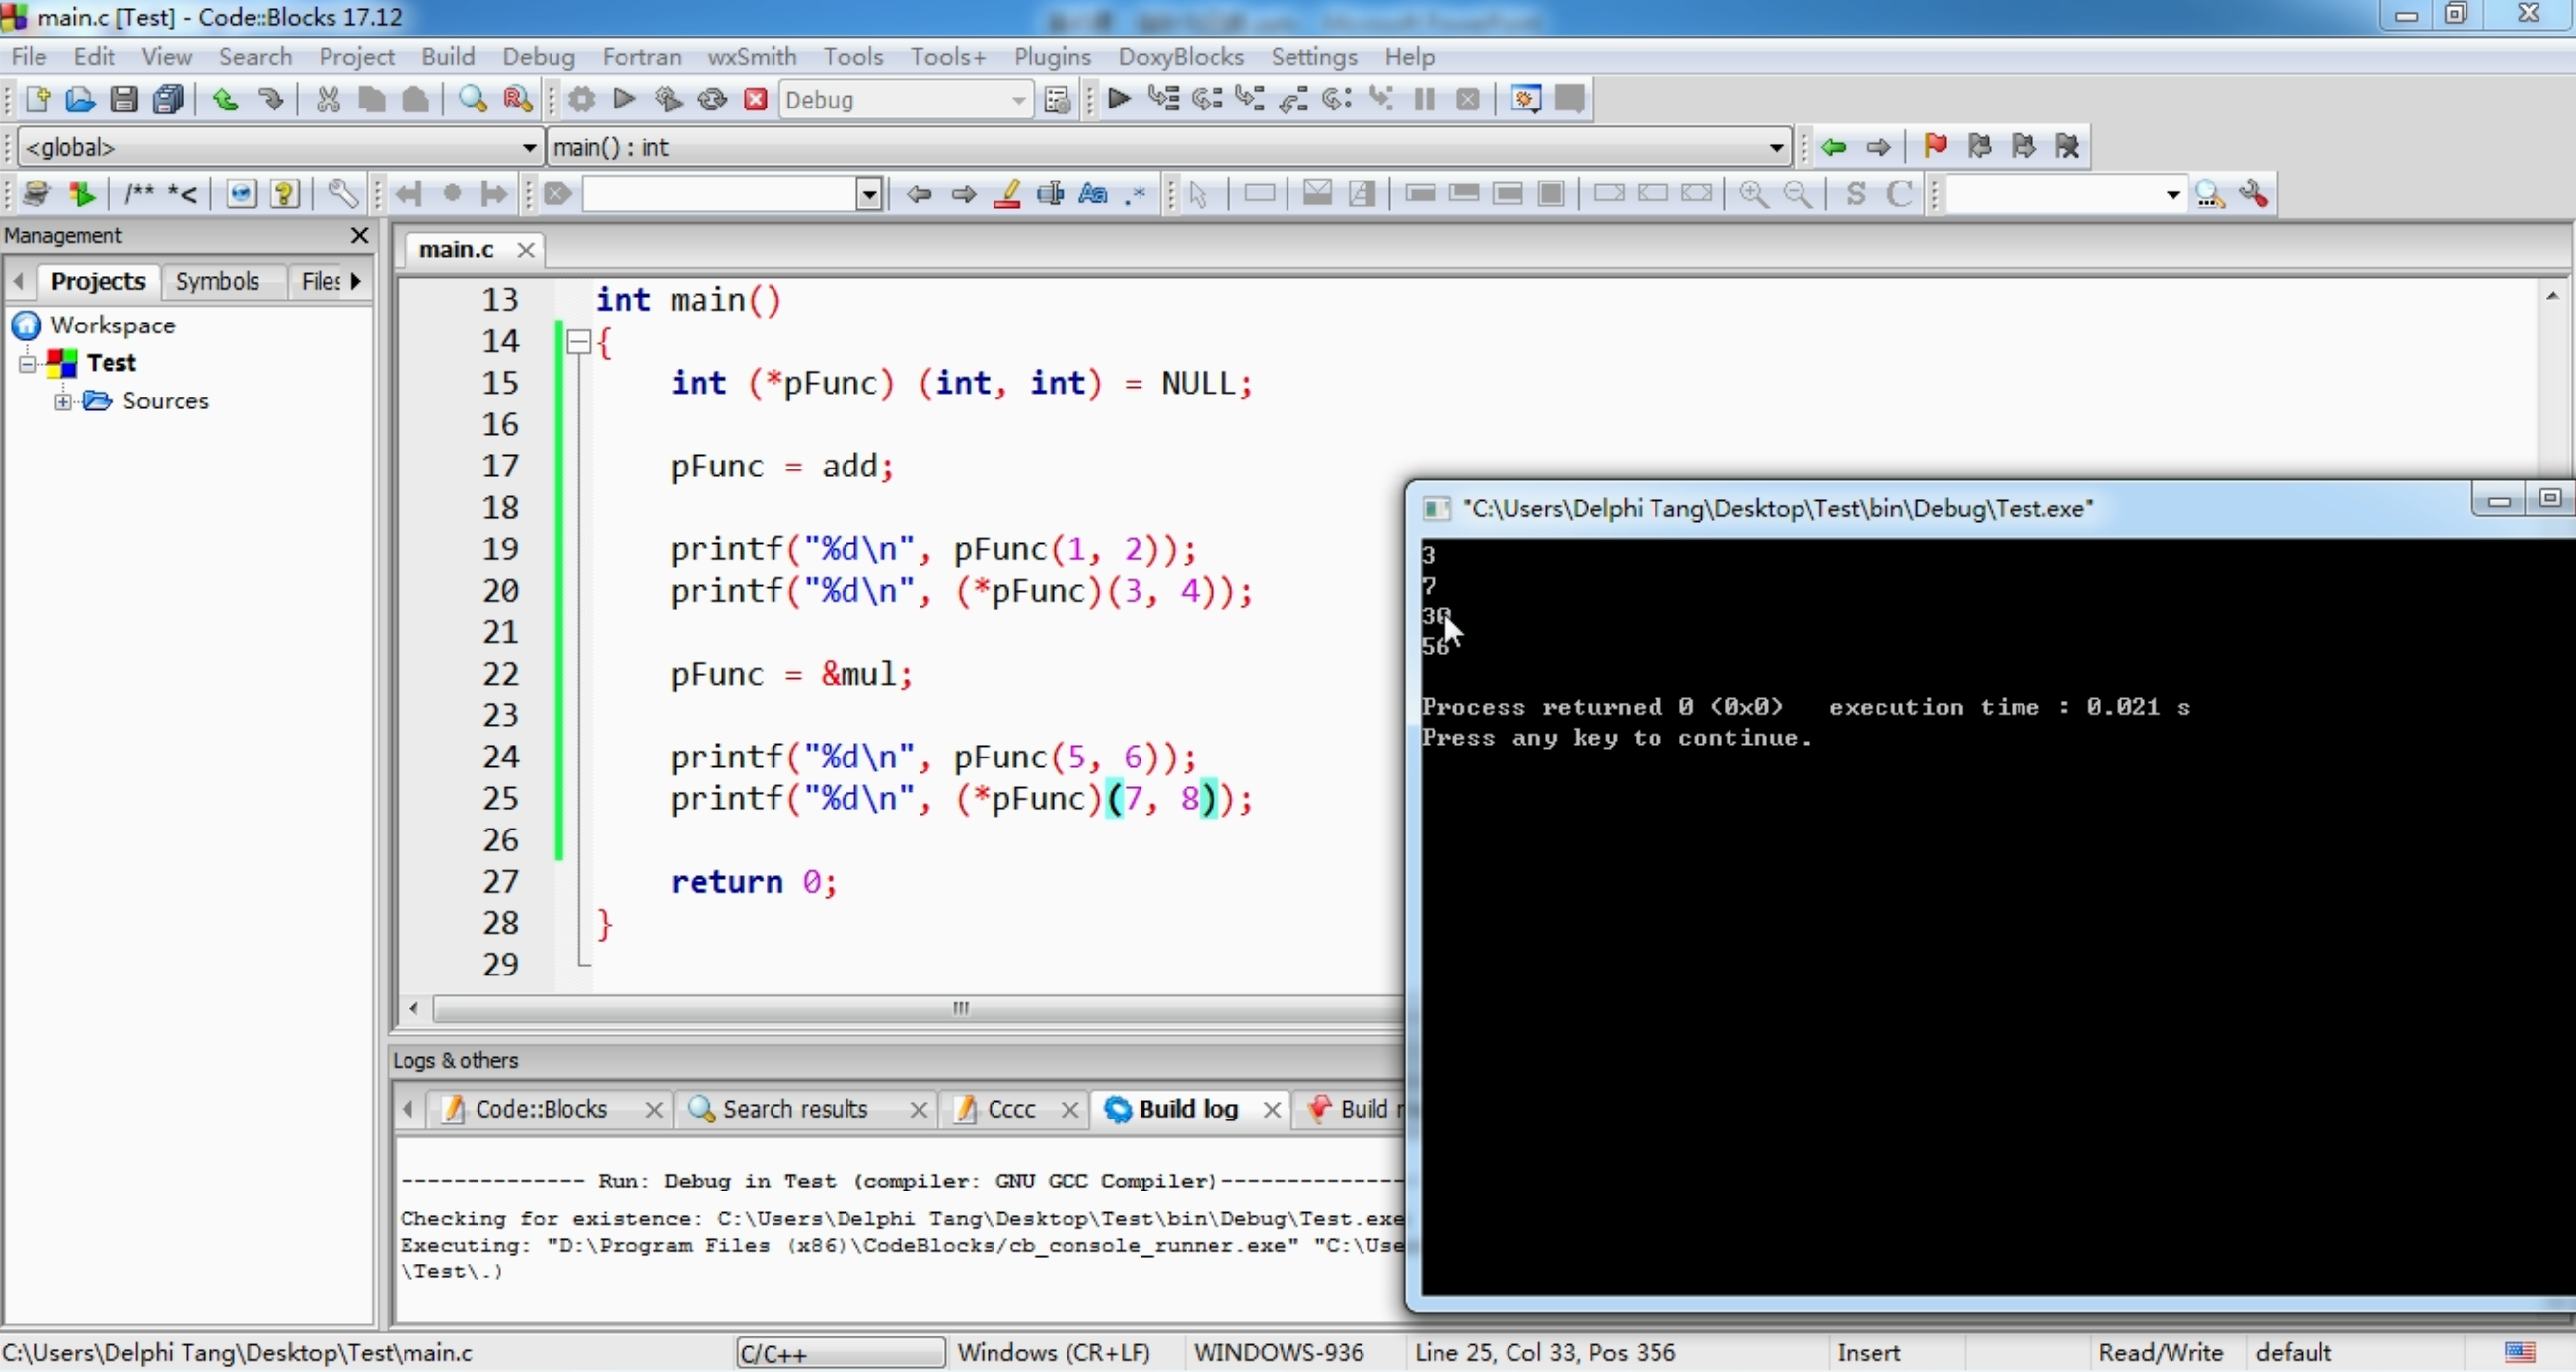 main.c [Test] - Code::Blocks 17.12
File Edit View Search Project Build Debug Fortran wxSmith Tools Tools+ Plugins DoxyBlocks Settings Help
Debug
<global> main() : int
/** *<
Aa .* S C
Management
main.c
Projects Symbols Files
Workspace
Test
Sources
13 int main()
14 {
15 int (*pFunc) (int, int) = NULL;
16
17 pFunc = add;
18
19 printf("%d\n", pFunc(1, 2));
20 printf("%d\n", (*pFunc)(3, 4));
21
22 pFunc = &mul;
23
24 printf("%d\n", pFunc(5, 6));
25 printf("%d\n", (*pFunc)(7, 8));
26
27 return 0;
28 }
29
"C:\Users\Delphi Tang\Desktop\Test\bin\Debug\Test.exe"
3
7
30
56
Process returned 0 (0x0) execution time : 0.021 s
Press any key to continue.
Logs & others
Code::Blocks Search results Cccc Build log Build
-------------- Run: Debug in Test (compiler: GNU GCC Compiler)---------------
Checking for existence: C:\Users\Delphi Tang\Desktop\Test\bin\Debug\Test.exe
Executing: "D:\Program Files (x86)\CodeBlocks/cb_console_runner.exe" "C:\Use
\Test\.)
C:\Users\Delphi Tang\Desktop\Test\main.c C/C++ Windows (CR+LF) WINDOWS-936 Line 25, Col 33, Pos 356 Insert Read/Write default